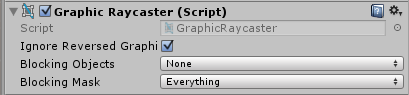 Graphic Raycaster (Script)
Script GraphicRaycaster
Ignore Reversed Graphi
Blocking Objects None
Blocking Mask Everything